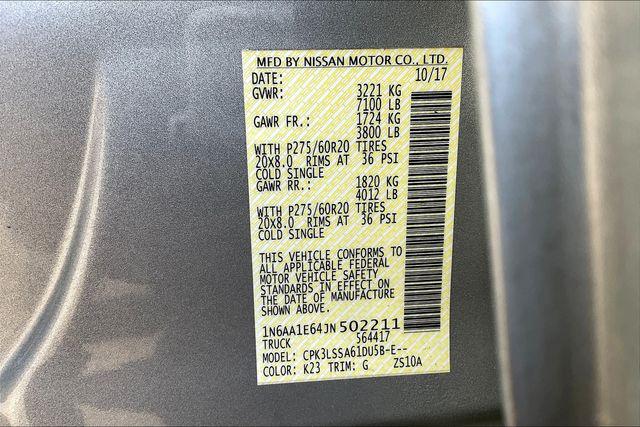 MFD BY NISSAN MOTOR CO., LTD.
DATE: 10/17
GVWR: 3221 KG
7100 LB
GAWR FR.: 1724 KG
3800 LB
WITH P275/60R20 TIRES
20X8.0 RIMS AT 36 PSI
COLD SINGLE
GAWR RR.: 1820 KG
4012 LB
WITH P275/60R20 TIRES
20X8.0 RIMS AT 36 PSI
COLD SINGLE
THIS VEHICLE CONFORMS TO
ALL APPLICABLE FEDERAL
MOTOR VEHICLE SAFETY
STANDARDS IN EFFECT ON
THE DATE OF MANUFACTURE
SHOWN ABOVE.
1N6AA1E64JN502211
TRUCK 564417
MODEL: CPK3LSSA61DU5B-E--
COLOR: K23 TRIM: G ZS10A